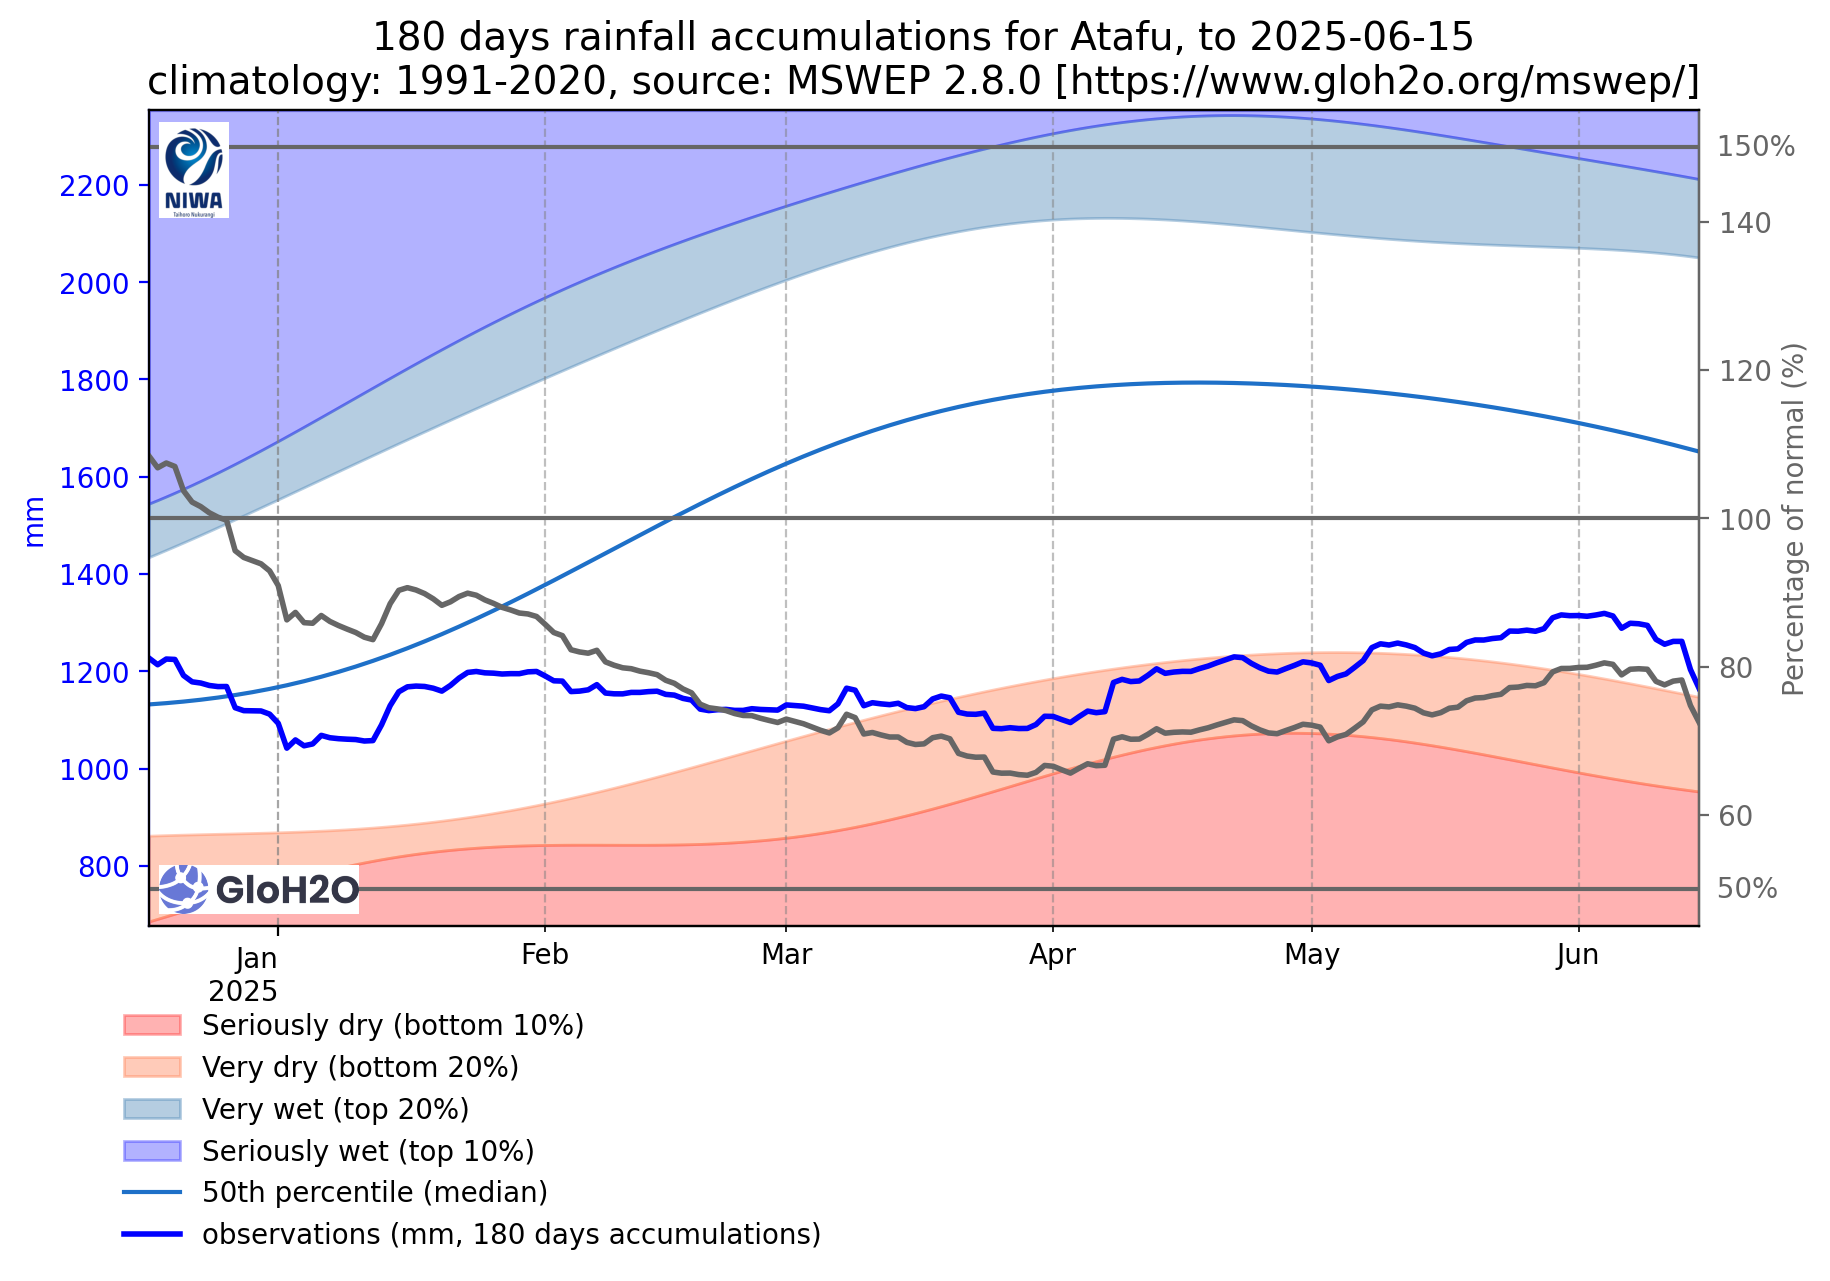 180 days rainfall accumulations for Atafu, to 2025-06-15
climatology: 1991-2020, source: MSWEP 2.8.0 [https://www.gloh2o.org/mswep/]
NIWA
Taihoro Nukurangi
2200
2000
1800
1600
1400
1200
1000
800
mm
150%
140
120
100
80
60
50%
Percentage of normal (%)
GloH2O
Jan
2025
Feb
Mar
Apr
May
Jun
Seriously dry (bottom 10%)
Very dry (bottom 20%)
Very wet (top 20%)
Seriously wet (top 10%)
50th percentile (median)
observations (mm, 180 days accumulations)